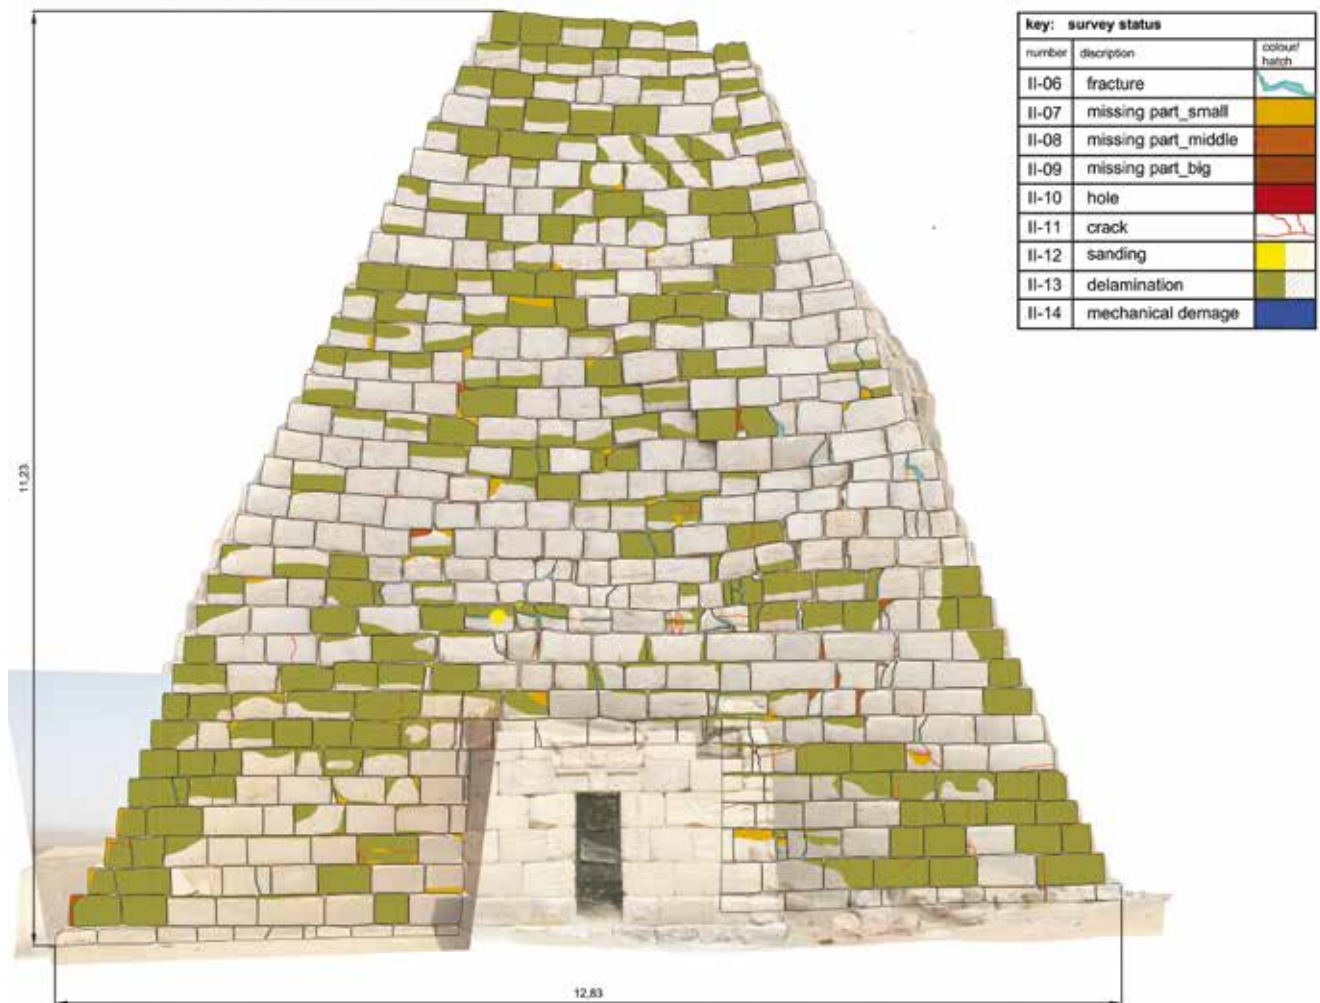 key: survey status
number discription colour/
hatch
II-06 fracture
II-07 missing part_small
II-08 missing part_middle
II-09 missing part_big
II-10 hole
II-11 crack
II-12 sanding
II-13 delamination
II-14 mechanical demage
11,23
12,83